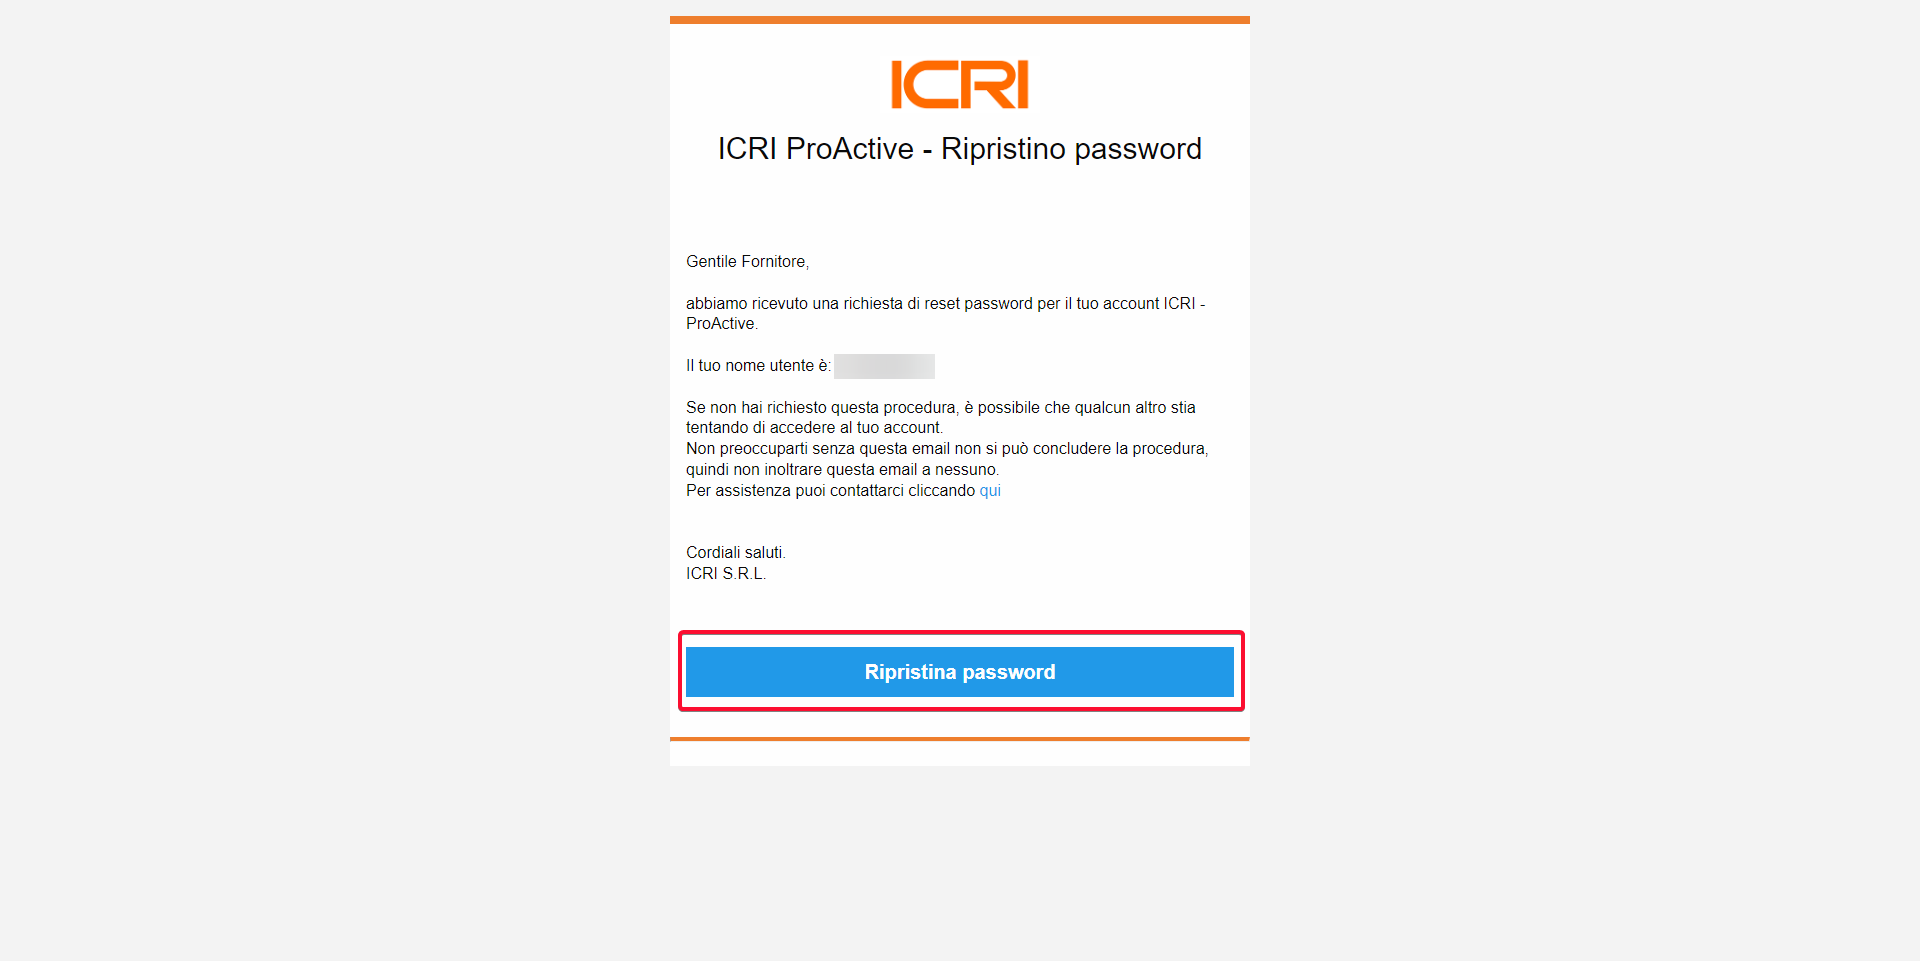 ICRI
ICRI ProActive - Ripristino password
Gentile Fornitore,
abbiamo ricevuto una richiesta di reset password per il tuo account ICRI -
ProActive.
Il tuo nome utente è:
Se non hai richiesto questa procedura, è possibile che qualcun altro stia
tentando di accedere al tuo account.
Non preoccuparti senza questa email non si può concludere la procedura,
quindi non inoltrare questa email a nessuno.
Per assistenza puoi contattarci cliccando qui
Cordiali saluti.
ICRI S.R.L.
Ripristina password